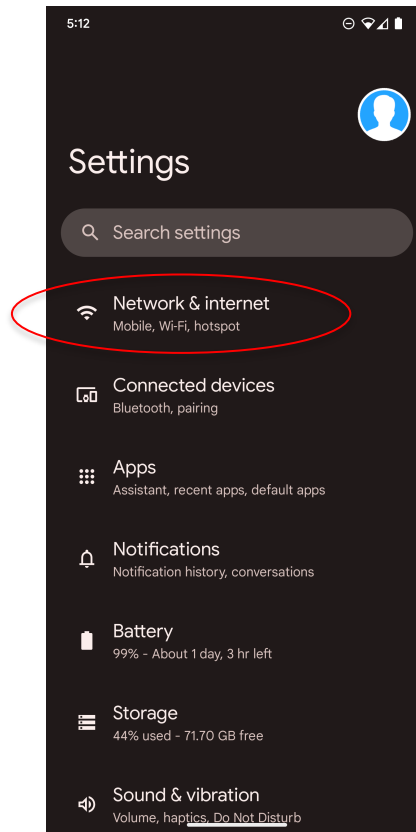 5:12
Settings
Search settings
Network & internet
Mobile, Wi-Fi, hotspot
Connected devices
Bluetooth, pairing
Apps
Assistant, recent apps, default apps
Notifications
Notification history, conversations
Battery
99% - About 1 day, 3 hr left
Storage
44% used - 71.70 GB free
Sound & vibration
Volume, haptics, Do Not Disturb